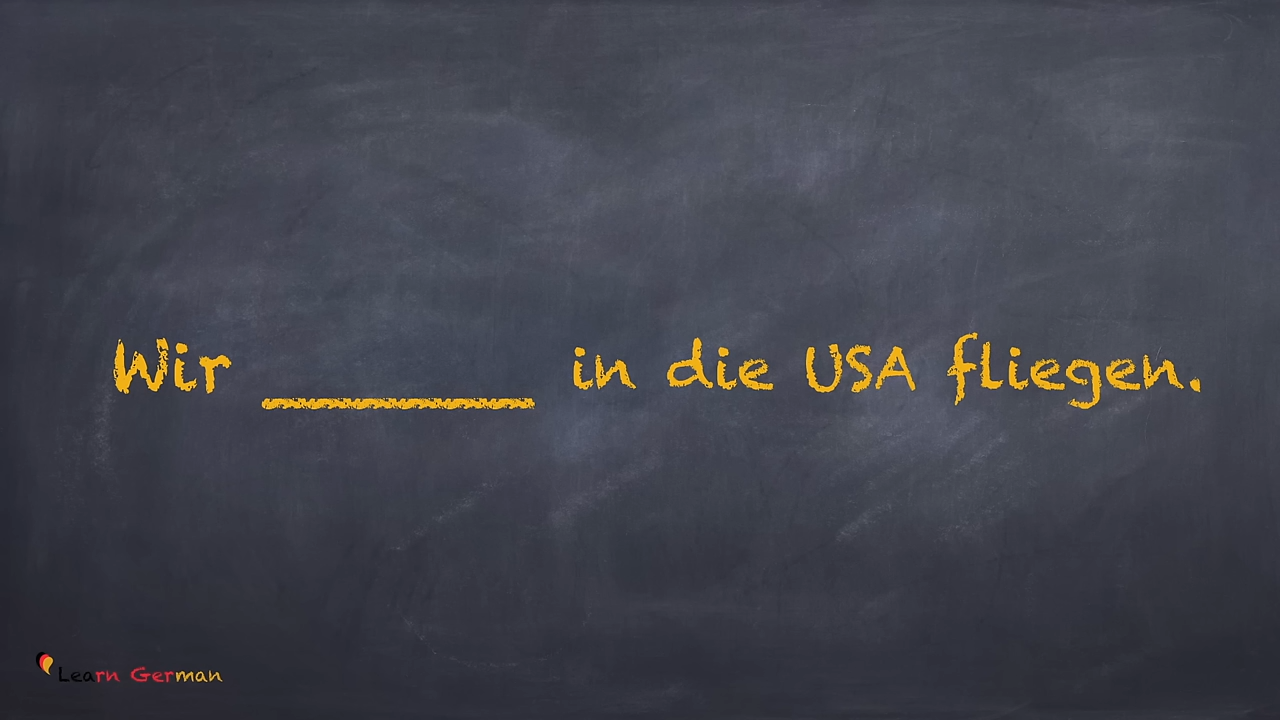 Wir ________ in die USA fliegen.
Learn German